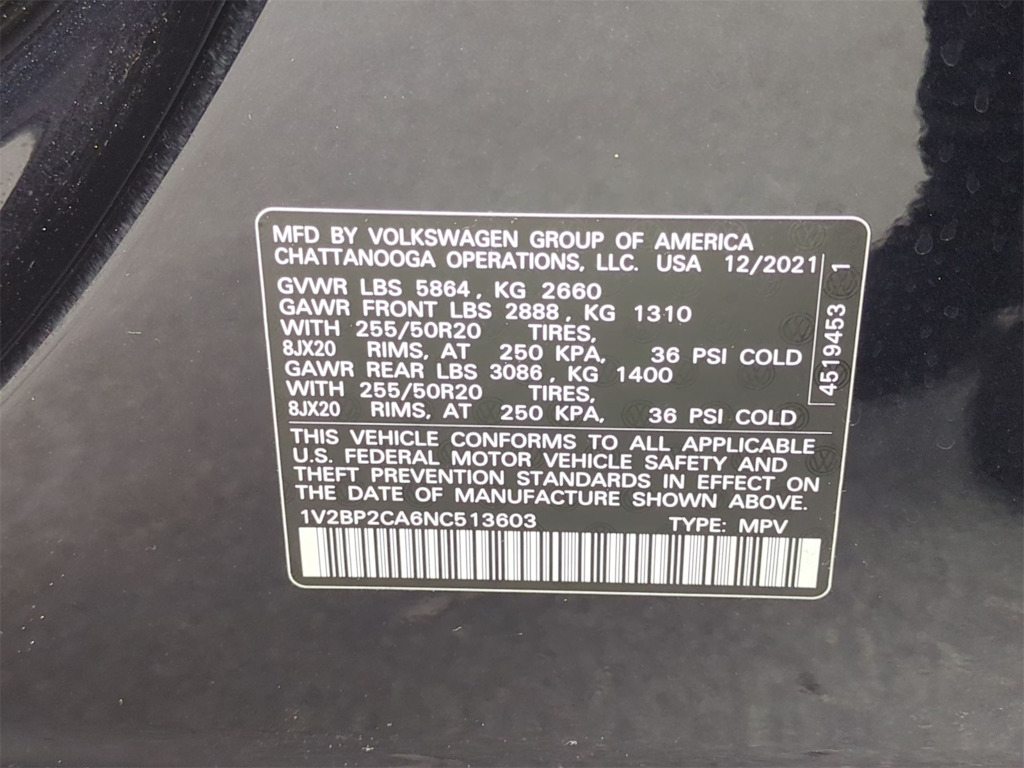 MFD BY VOLKSWAGEN GROUP OF AMERICA
CHATTANOOGA OPERATIONS, LLC. USA 12/2021
GVWR LBS 5864, KG 2660
GAWR FRONT LBS 2888, KG 1310
WITH 255/50R20 TIRES,
8JX20 RIMS, AT 250 KPA, 36 PSI COLD
GAWR REAR LBS 3086, KG 1400
WITH 255/50R20 TIRES,
8JX20 RIMS, AT 250 KPA, 36 PSI COLD
4519453 1
THIS VEHICLE CONFORMS TO ALL APPLICABLE
U.S. FEDERAL MOTOR VEHICLE SAFETY AND
THEFT PREVENTION STANDARDS IN EFFECT ON
THE DATE OF MANUFACTURE SHOWN ABOVE.
1V2BP2CA6NC513603 TYPE: MPV